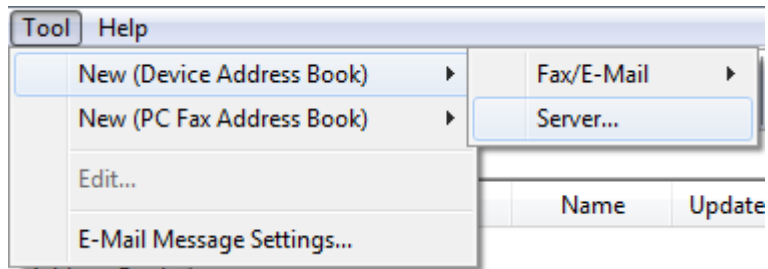 Tool Help
New (Device Address Book)
Fax/E-Mail
New (PC Fax Address Book)
Server...
Edit...
Name Update
E-Mail Message Settings...